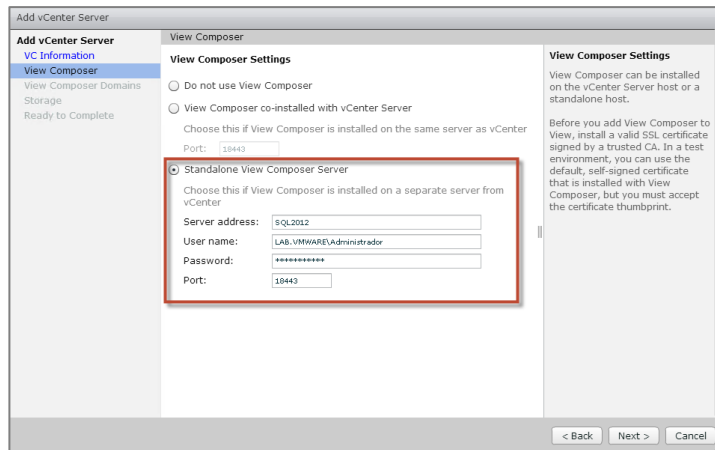 Add vCenter Server
Add vCenter Server
VC Information
View Composer
View Composer Domains
Storage
Ready to Complete
View Composer
View Composer Settings
Do not use View Composer
View Composer co-installed with vCenter Server
Choose this if View Composer is installed on the same server as vCenter
Port: 18443
Standalone View Composer Server
Choose this if View Composer is installed on a separate server from
vCenter
Server address: SQL2012
User name: LAB.VMWARE\Administrador
Password: ***********
Port: 18443
View Composer Settings
View Composer can be installed
on the vCenter Server host or a
standalone host.
Before you add View Composer to
View, install a valid SSL certificate
signed by a trusted CA. In a test
environment, you can use the
default, self-signed certificate
that is installed with View
Composer, but you must accept
the certificate thumbprint.
< Back Next > Cancel